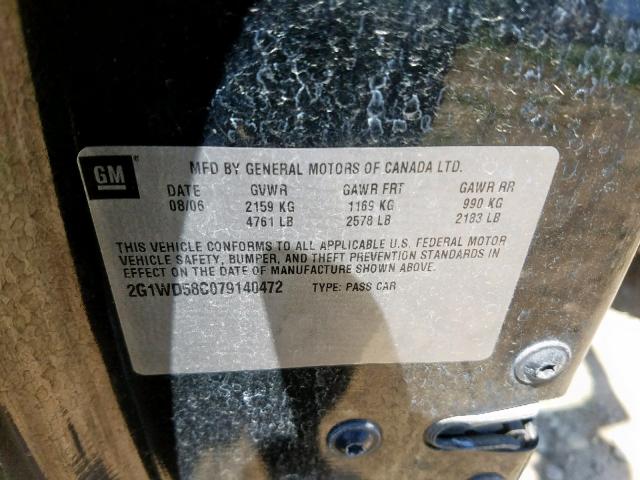 GM
MFD BY GENERAL MOTORS OF CANADA LTD.
DATE GVWR GAWR FRT GAWR RR
08/06 2159 KG 1169 KG 990 KG
4761 LB 2578 LB 2183 LB
THIS VEHICLE CONFORMS TO ALL APPLICABLE U.S. FEDERAL MOTOR
VEHICLE SAFETY, BUMPER, AND THEFT PREVENTION STANDARDS IN
EFFECT ON THE DATE OF MANUFACTURE SHOWN ABOVE.
2G1WD58C079140472 TYPE: PASS CAR